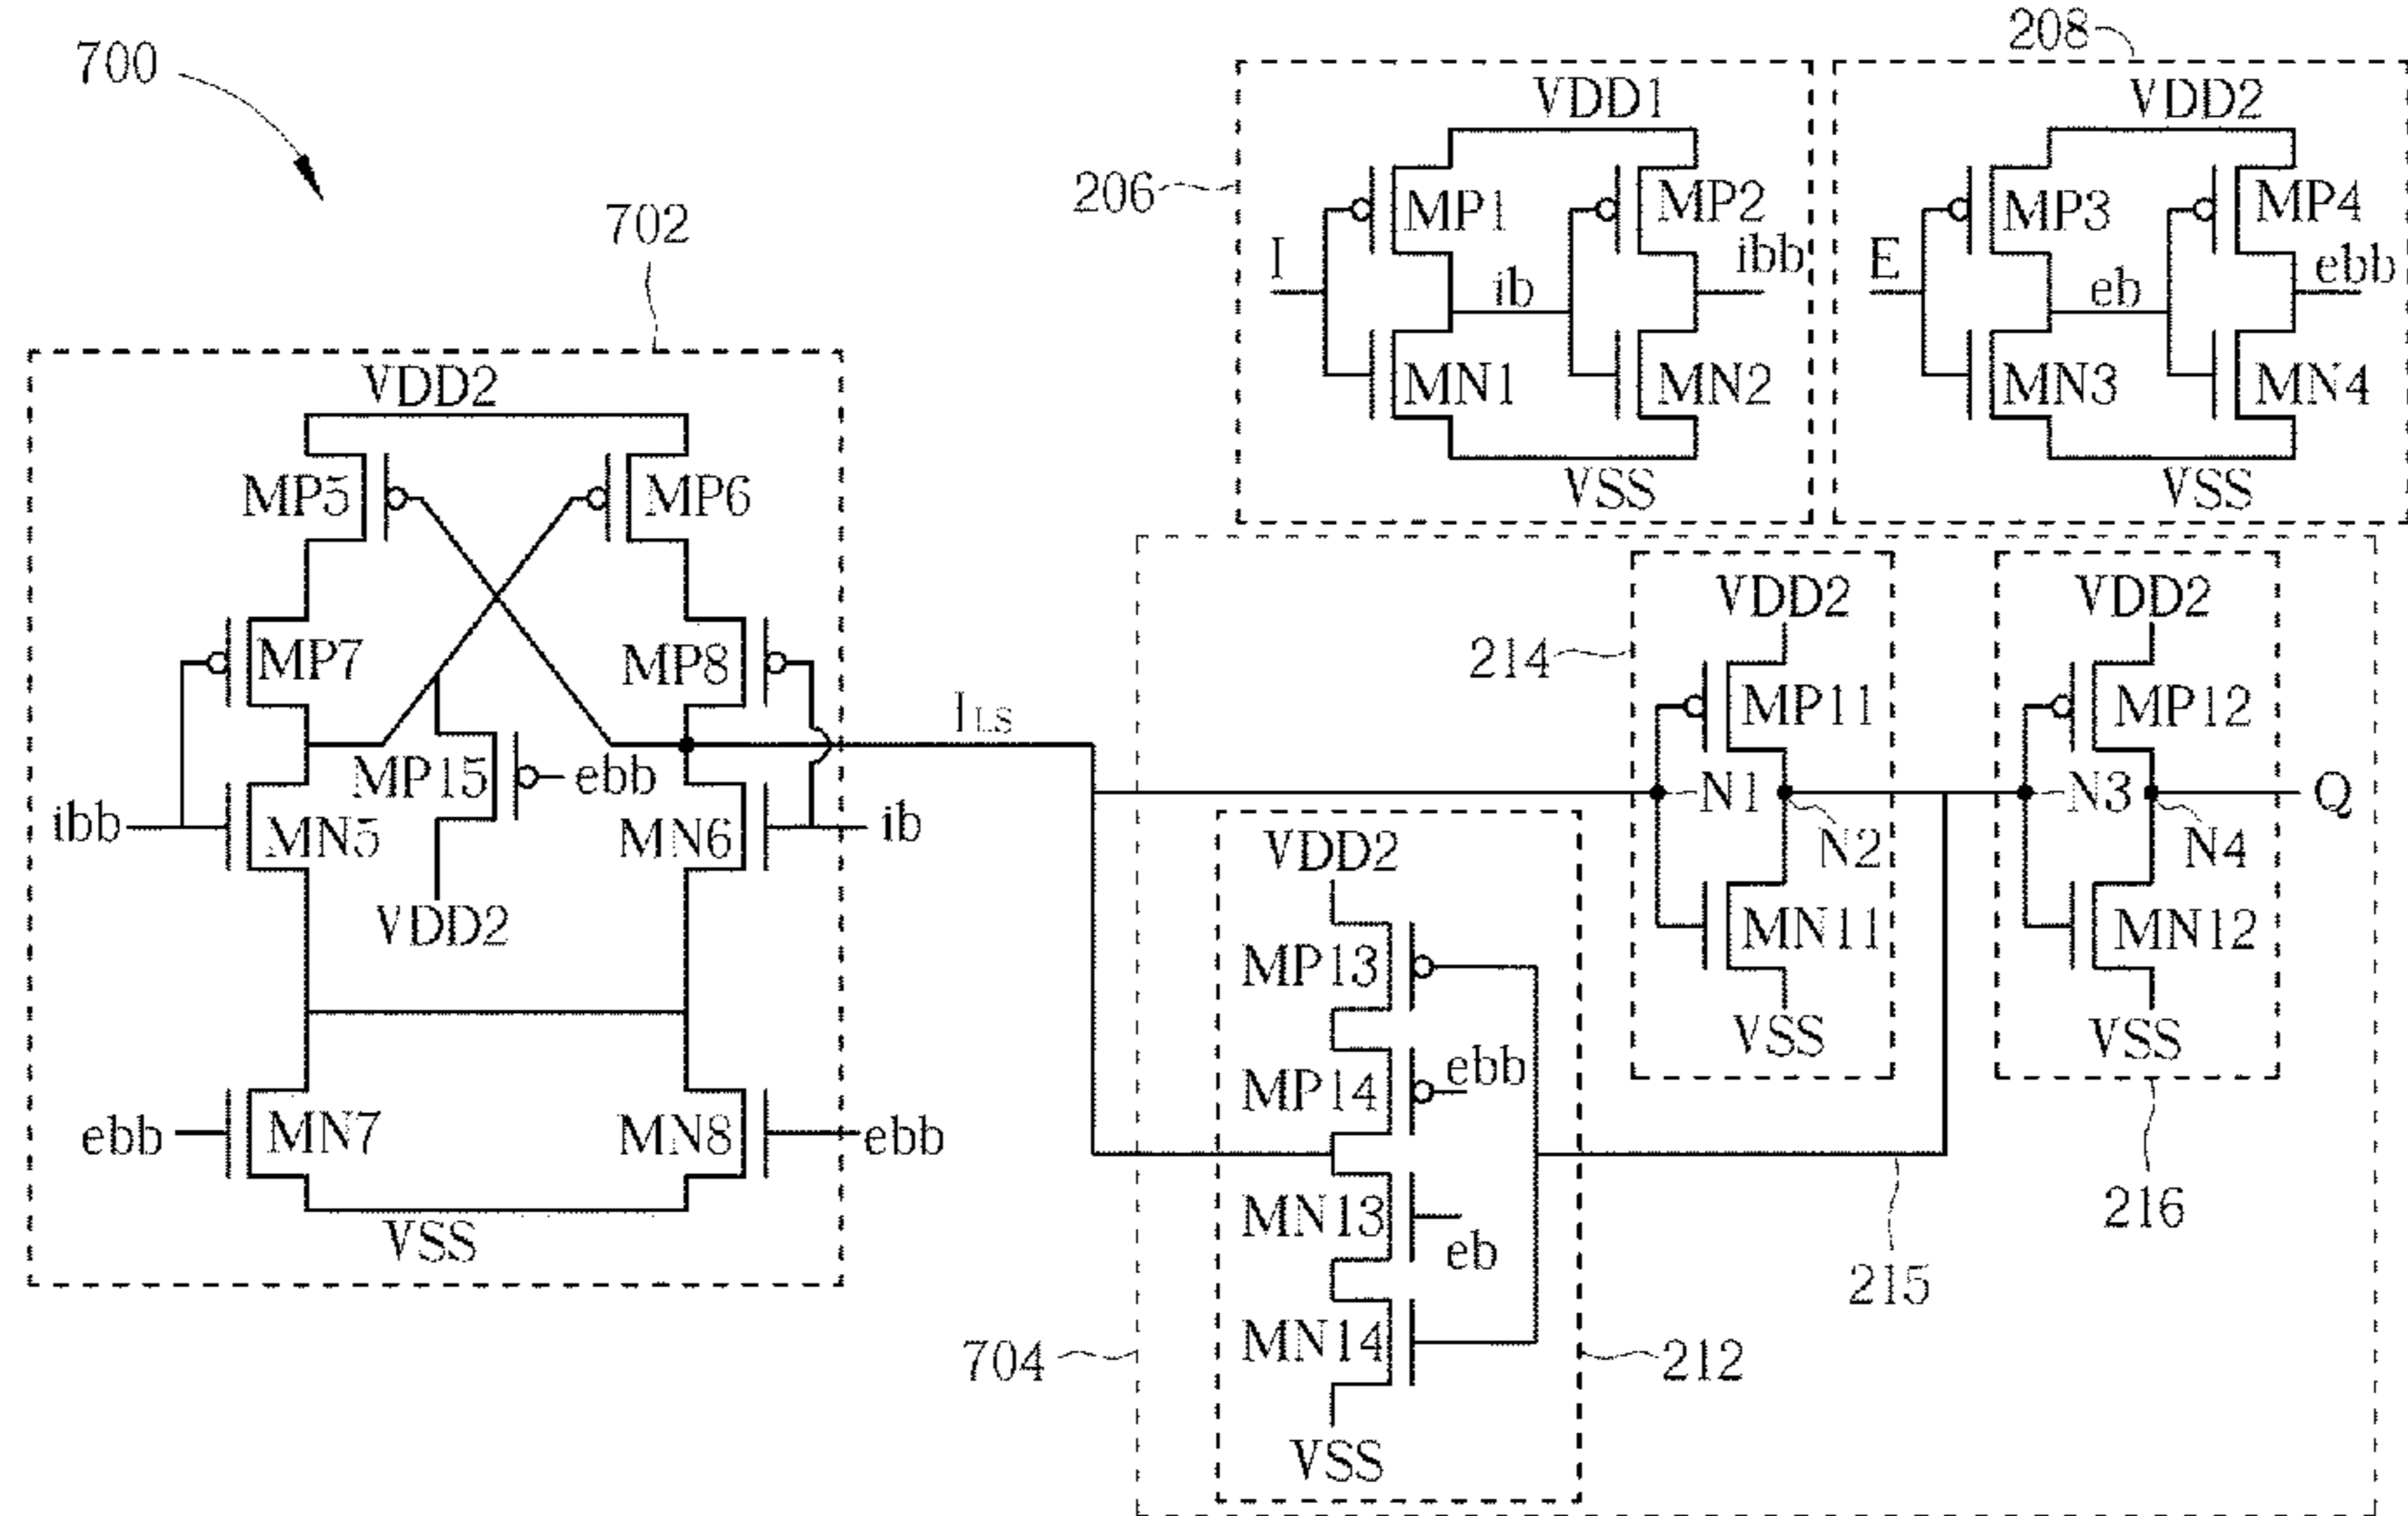 700
702
VDD2
MP5
MP6
MP7
MP8
MP15
ebb
ibb
MN5
MN6
ib
VDD2
ebb
MN7
MN8
ebb
VSS
ILS
206
VDD1
MP1
MP2
I
ib
ibb
MN1
MN2
VSS
208
VDD2
MP3
MP4
E
eb
ebb
MN3
MN4
VSS
704
214
VDD2
MP11
N1
N2
MN11
VSS
VDD2
MP12
N3
N4
Q
MN12
VSS
216
VDD2
MP13
MP14
ebb
MN13
eb
MN14
VSS
212
215